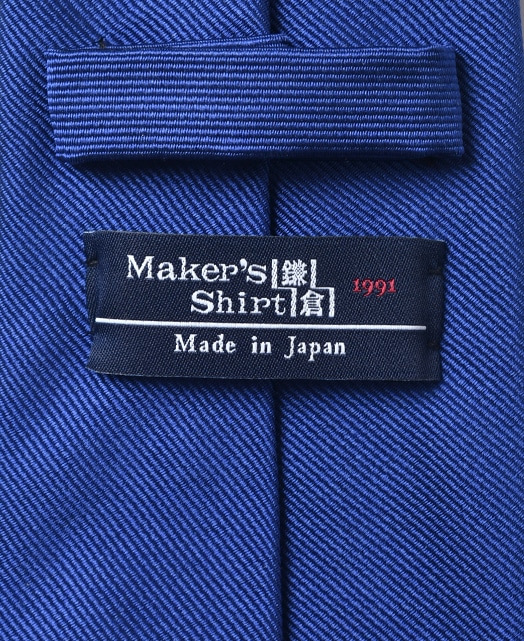 Maker's 鎌 1991
Shirt 倉
Made in Japan